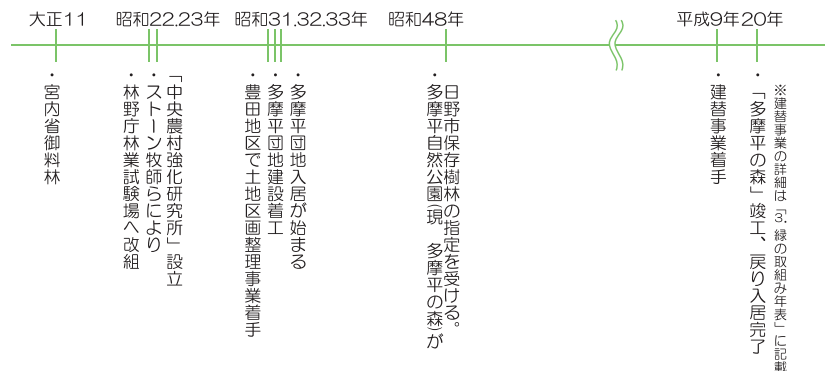 大正11
・宮内省御料林
昭和22.23年
・林野庁林業試験場へ改組
・ストーン牧師らにより
「中央農村強化研究所」設立
昭和31.32.33年
・豊田地区で土地区画整理事業着手
・多摩平団地建設着工
・多摩平団地入居が始まる
昭和48年
・多摩平自然公園(現　多摩平の森)が
日野市保存樹林の指定を受ける。
平成9年20年
・建替事業着手
・「多摩平の森」竣工、戻り入居完了
※建替事業の詳細は「3.緑の取組み年表」に記載